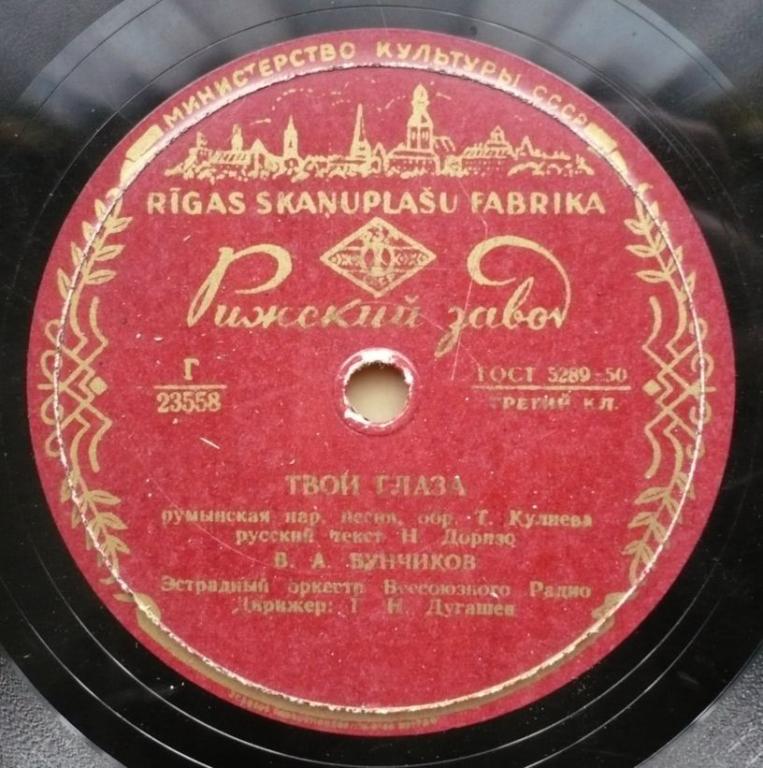 МИНИСТЕРСТВО КУЛЬТУРЫ СССР
RĪGAS SKAŅUPLAŠU FABRIKA
Рижский завод
Г
23558
ГОСТ 5289-50
ТРЕТИЙ КЛ.
ТВОИ ГЛАЗА
румынская нар. песня, обр. Т. Кулиева
русский текст Н Доризо
В. А. БУНЧИКОВ
Эстрадный оркестр Всесоюзного Радио
Дирижер: Г Н. Дугашев